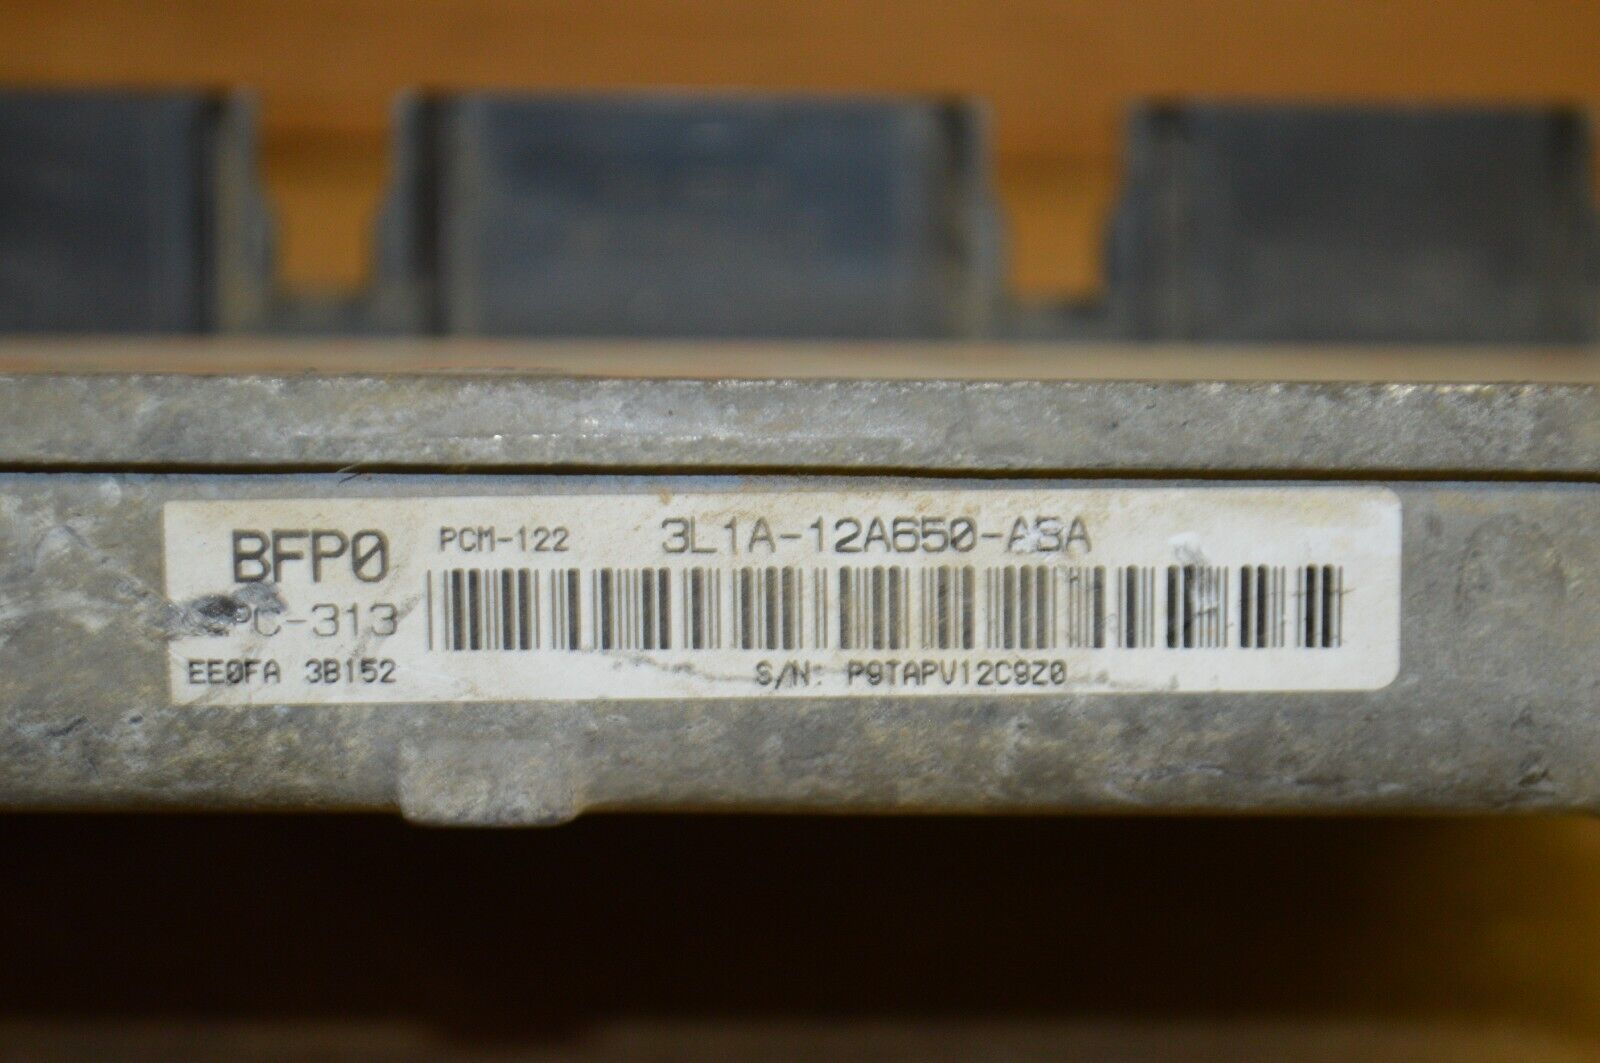 BFP0 PCM-122 3L1A-12A650-ABA
PC-313
EE0FA 3B152 S/N: P9TAPV12C9Z0